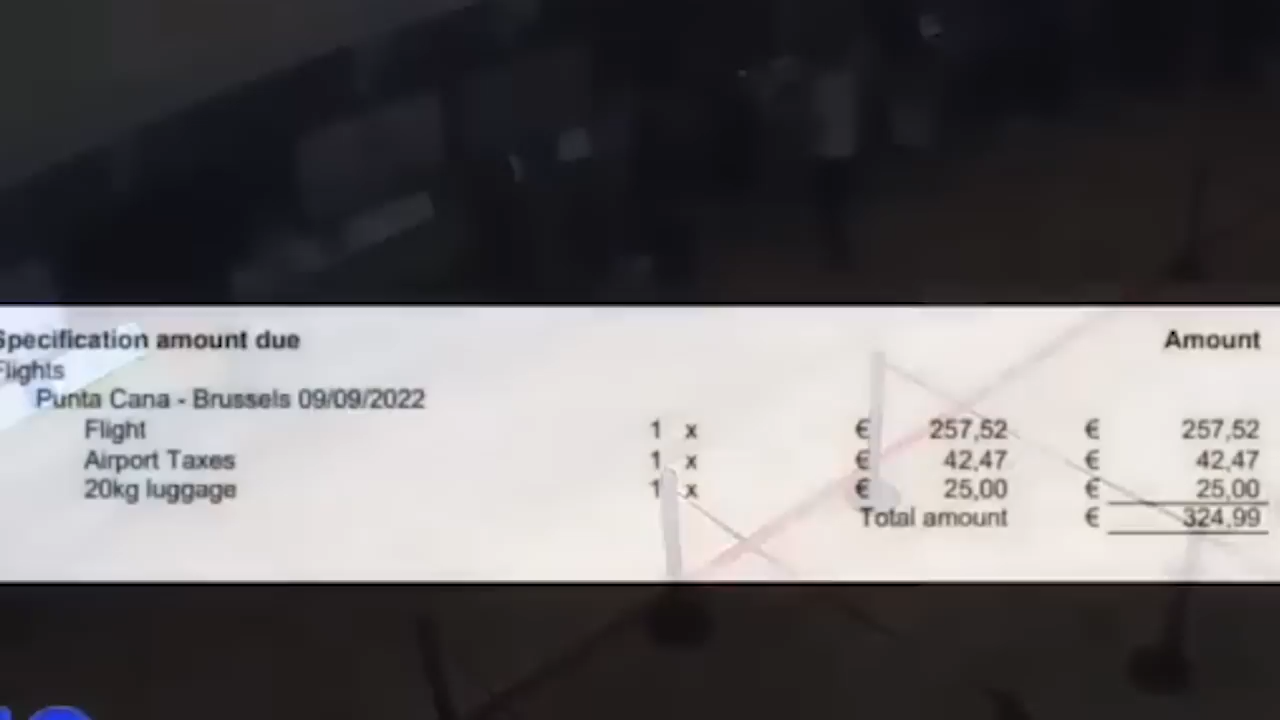 Specification amount due Amount
Flights
Punta Cana - Brussels 09/09/2022
Flight 1 x € 257,52 € 257,52
Airport Taxes 1 x € 42,47 € 42,47
20kg luggage 1 x € 25,00 € 25,00
Total amount € 324,99